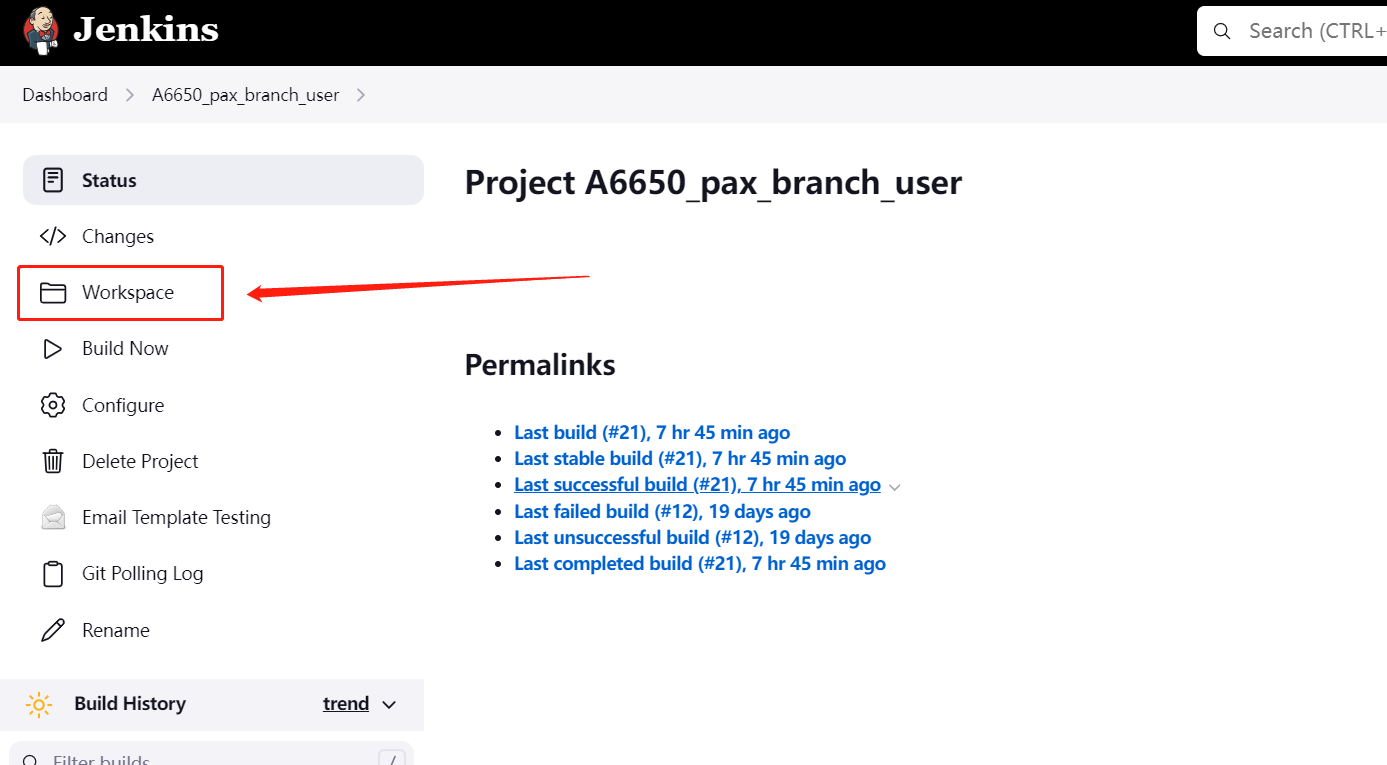 Jenkins
Search (CTRL+
Dashboard
A6650_pax_branch_user
Status
Changes
Workspace
Build Now
Configure
Delete Project
Email Template Testing
Git Polling Log
Rename
Build History
trend
Filter builds
/
Project A6650_pax_branch_user
Permalinks
Last build (#21), 7 hr 45 min ago
Last stable build (#21), 7 hr 45 min ago
Last successful build (#21), 7 hr 45 min ago
Last failed build (#12), 19 days ago
Last unsuccessful build (#12), 19 days ago
Last completed build (#21), 7 hr 45 min ago